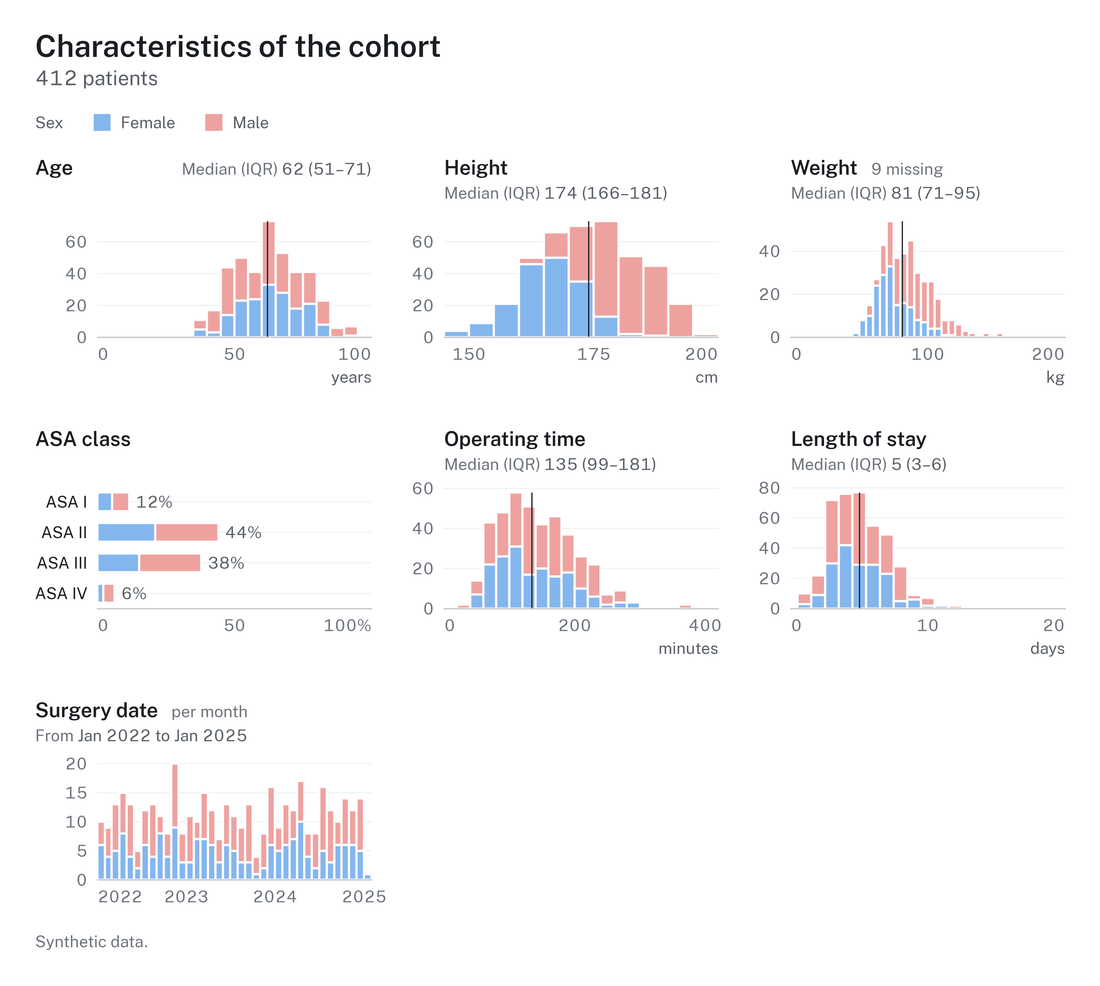 Characteristics of the cohort
412 patients
Sex Female Male
Age Median (IQR) 62 (51–71)
60
40
20
0
0 50 100
years
Height
Median (IQR) 174 (166–181)
60
40
20
0
150 175 200
cm
Weight 9 missing
Median (IQR) 81 (71–95)
40
20
0
0 100 200
kg
ASA class
ASA I 12%
ASA II 44%
ASA III 38%
ASA IV 6%
0 50 100%
Operating time
Median (IQR) 135 (99–181)
60
40
20
0
0 200 400
minutes
Length of stay
Median (IQR) 5 (3–6)
80
60
40
20
0
0 10 20
days
Surgery date per month
From Jan 2022 to Jan 2025
20
15
10
5
0
2022 2023 2024 2025
Synthetic data.